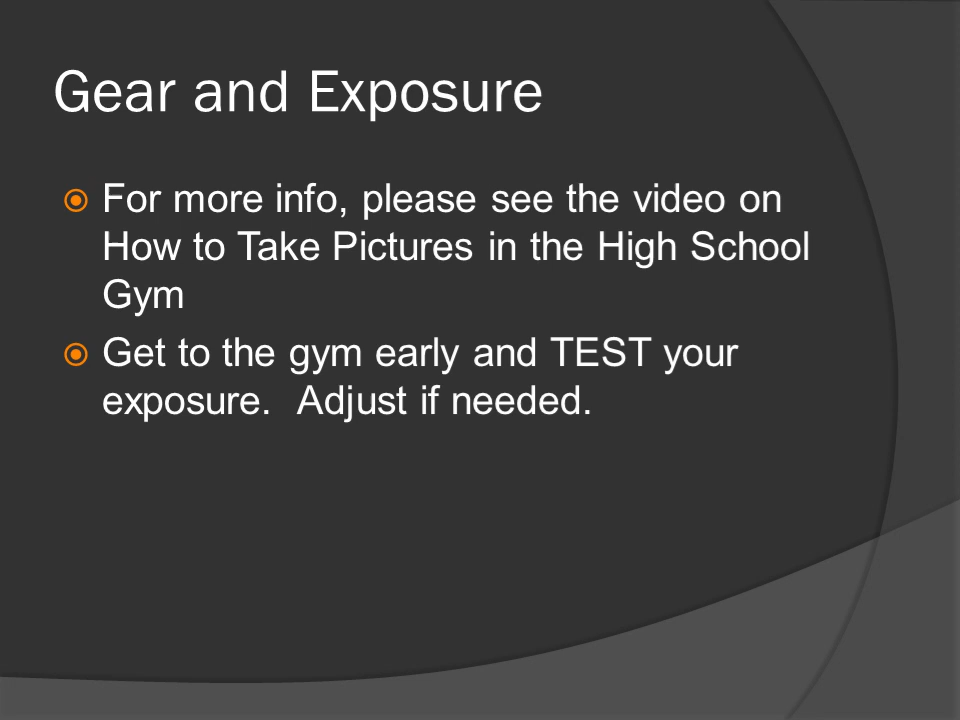 Gear and Exposure
For more info, please see the video on
How to Take Pictures in the High School
Gym
Get to the gym early and TEST your
exposure.  Adjust if needed.